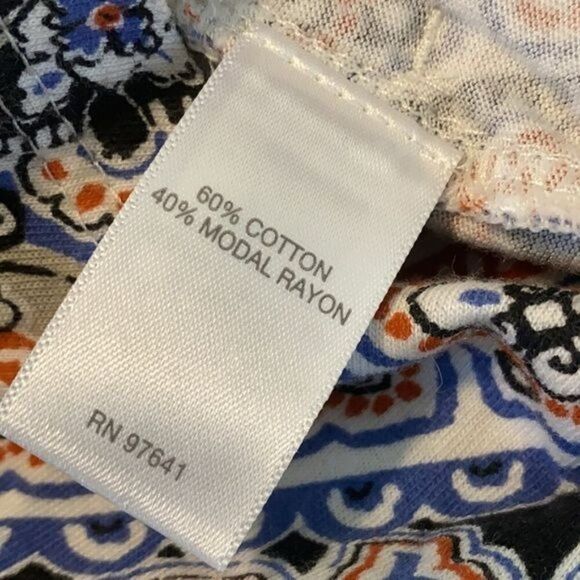 60% COTTON
40% MODAL RAYON
RN 97641